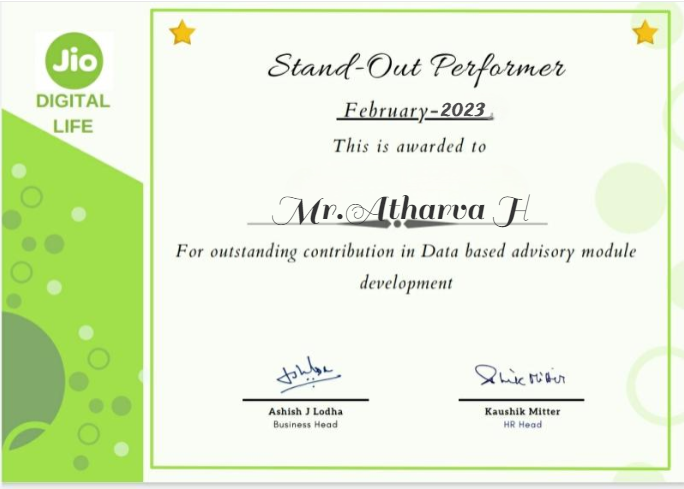 Jio
DIGITAL
LIFE
Stand-Out Performer
February-2023
This is awarded to
Mr.Atharva H
For outstanding contribution in Data based advisory module
development
Ashish J Lodha
Business Head
Kaushik Mitter
HR Head